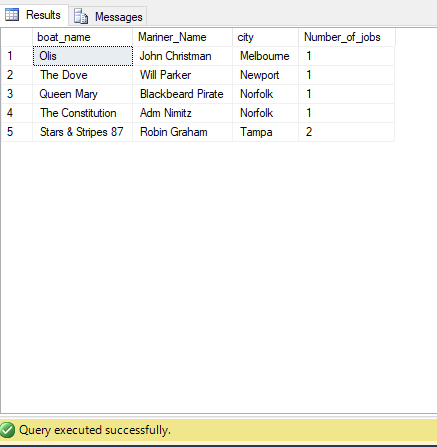 Results Messages
boat_name Mariner_Name city Number_of_jobs
1 Olis John Christman Melbourne 1
2 The Dove Will Parker Newport 1
3 Queen Mary Blackbeard Pirate Norfolk 1
4 The Constitution Adm Nimitz Norfolk 1
5 Stars & Stripes 87 Robin Graham Tampa 2
Query executed successfully.